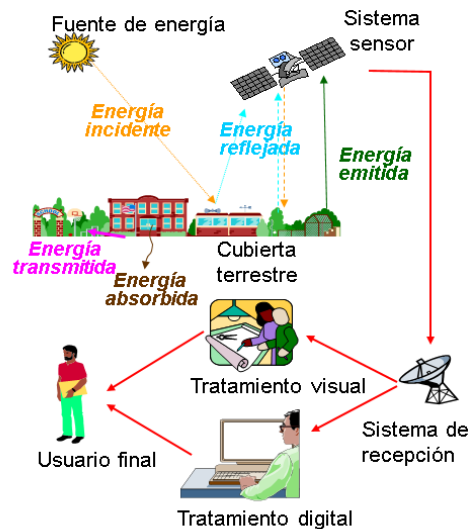 Fuente de energía
Sistema
sensor
Energía
incidente
Energía
reflejada
Energía
emitida
Energía
transmitida
Energía
absorbida
Cubierta
terrestre
Tratamiento visual
Sistema de
recepción
Usuario final
Tratamiento digital